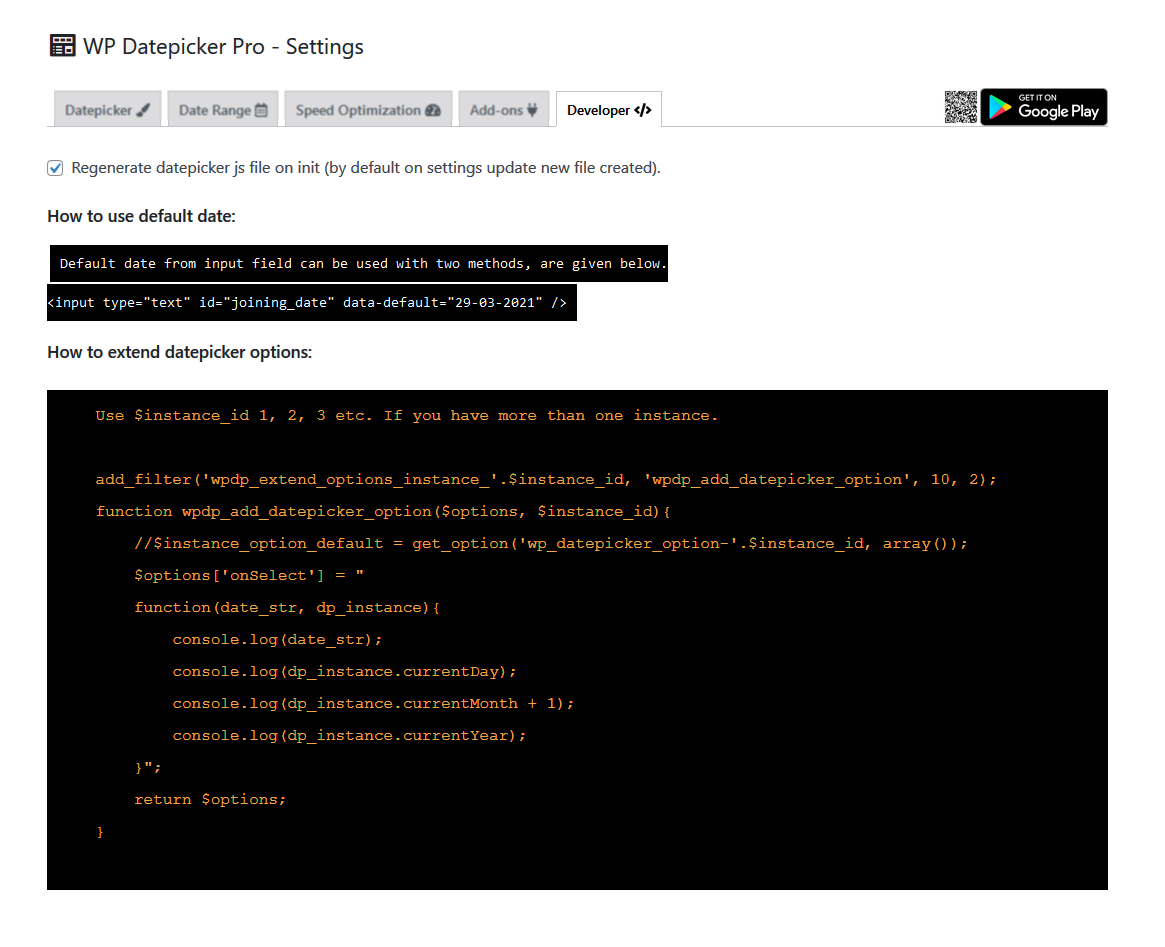 WP Datepicker Pro - Settings
Datepicker Date Range Speed Optimization Add-ons Developer </> GET IT ON Google Play
Regenerate datepicker js file on init (by default on settings update new file created).
How to use default date:
Default date from input field can be used with two methods, are given below.
<input type="text" id="joining_date" data-default="29-03-2021" />
How to extend datepicker options:
Use $instance_id 1, 2, 3 etc. If you have more than one instance.
add_filter('wpdp_extend_options_instance_'.$instance_id, 'wpdp_add_datepicker_option', 10, 2);
function wpdp_add_datepicker_option($options, $instance_id){
//$instance_option_default = get_option('wp_datepicker_option-'.$instance_id, array());
$options['onSelect'] = "
function(date_str, dp_instance){
console.log(date_str);
console.log(dp_instance.currentDay);
console.log(dp_instance.currentMonth + 1);
console.log(dp_instance.currentYear);
}";
return $options;
}